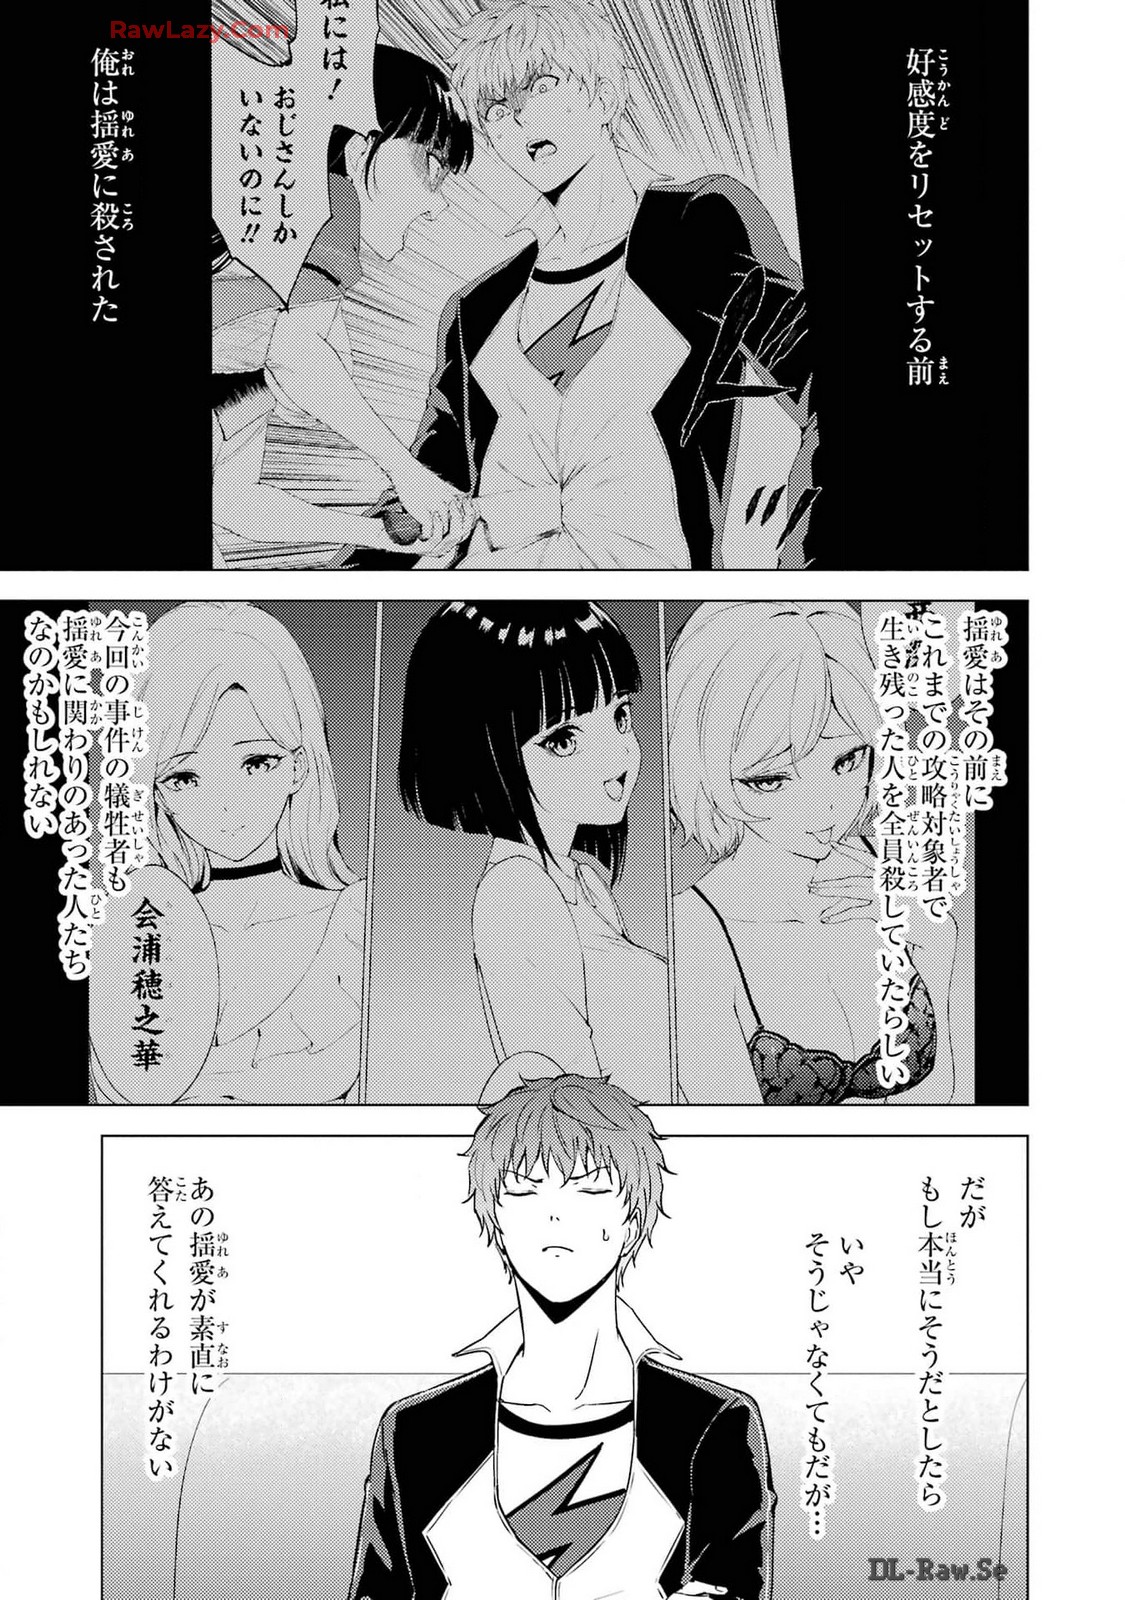 RawLazy.Com
好感度をリセットする前
私には！
おじさんしか
いないのに!!
俺は揺愛に殺された
揺愛はその前に
これまでの攻略対象者で
生き残った人を全員殺していたらしい
今回の事件の犠牲者も
揺愛に関わりのあった人たち
なのかもしれない
会浦穂之華
だが
もし本当にそうだとしたら
いや
そうじゃなくてもだが…
あの揺愛が素直に
答えてくれるわけがない
DL-Raw.Se